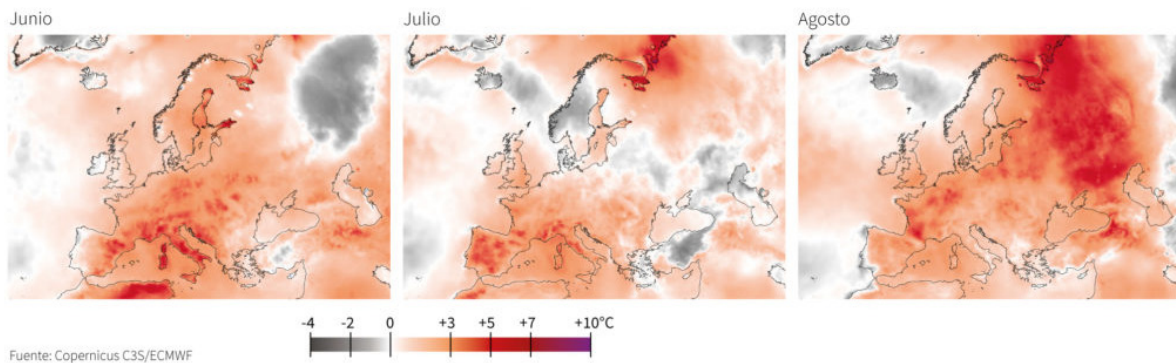 Junio
Julio
Agosto
-4 -2 0 +3 +5 +7 +10°C
Fuente: Copernicus C3S/ECMWF